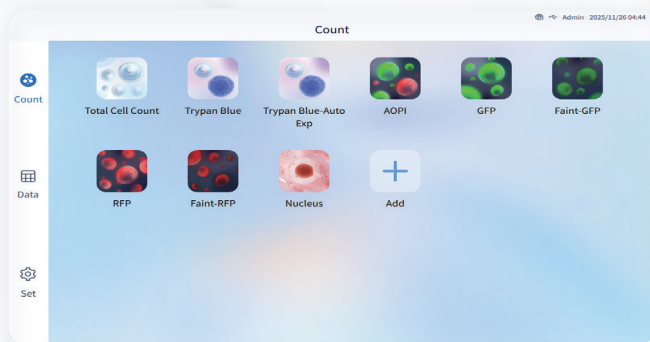 Admin 2025/11/26 04:44
Count
Count
Data
Set
Total Cell Count
Trypan Blue
Trypan Blue-Auto
Exp
AOPI
GFP
Faint-GFP
RFP
Faint-RFP
Nucleus
Add